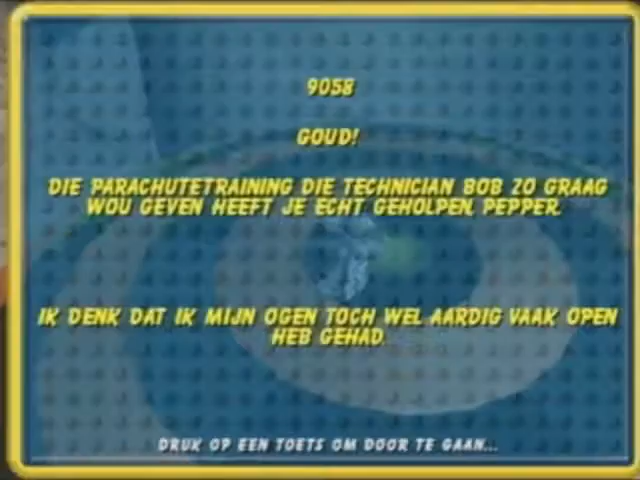 9058
GOUD!
DIE PARACHUTETRAINING DIE TECHNICIAN BOB ZO GRAAG
WOU GEVEN HEEFT JE ECHT GEHOLPEN, PEPPER.
IK DENK DAT IK MIJN OGEN TOCH WEL AARDIG VAAK OPEN
HEB GEHAD.
DRUK OP EEN TOETS OM DOOR TE GAAN...